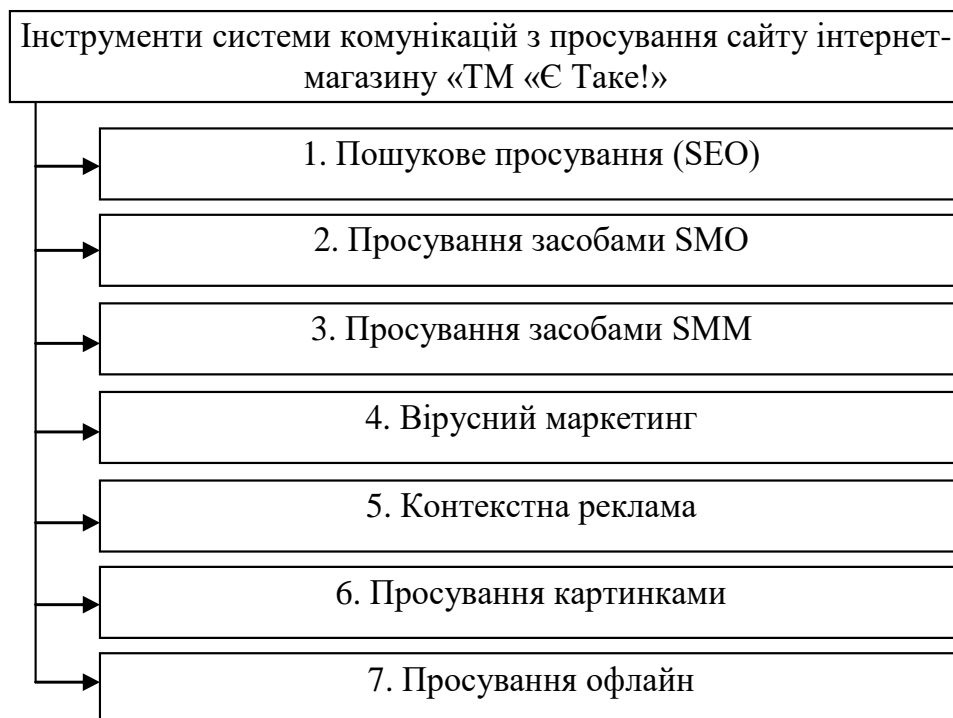 Інструменти системи комунікацій з просування сайту інтернет-
магазину «ТМ «Є Таке!»
1. Пошукове просування (SEO)
2. Просування засобами SMO
3. Просування засобами SMM
4. Вірусний маркетинг
5. Контекстна реклама
6. Просування картинками
7. Просування офлайн